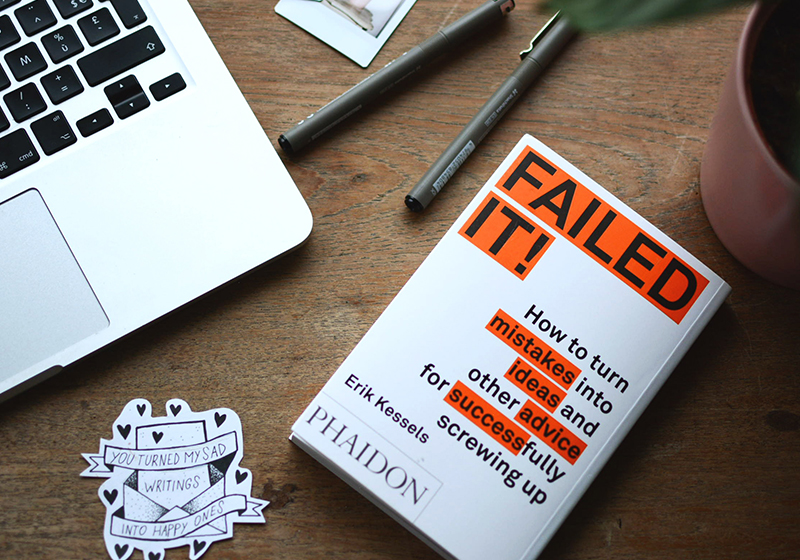 FAILED
IT!
How to turn
mistakes into
ideas and
other advice
for successfully
screwing up
Erik Kessels
PHAIDON
YOU TURNED MY SAD
WRITINGS
INTO HAPPY ONES
M
cmd